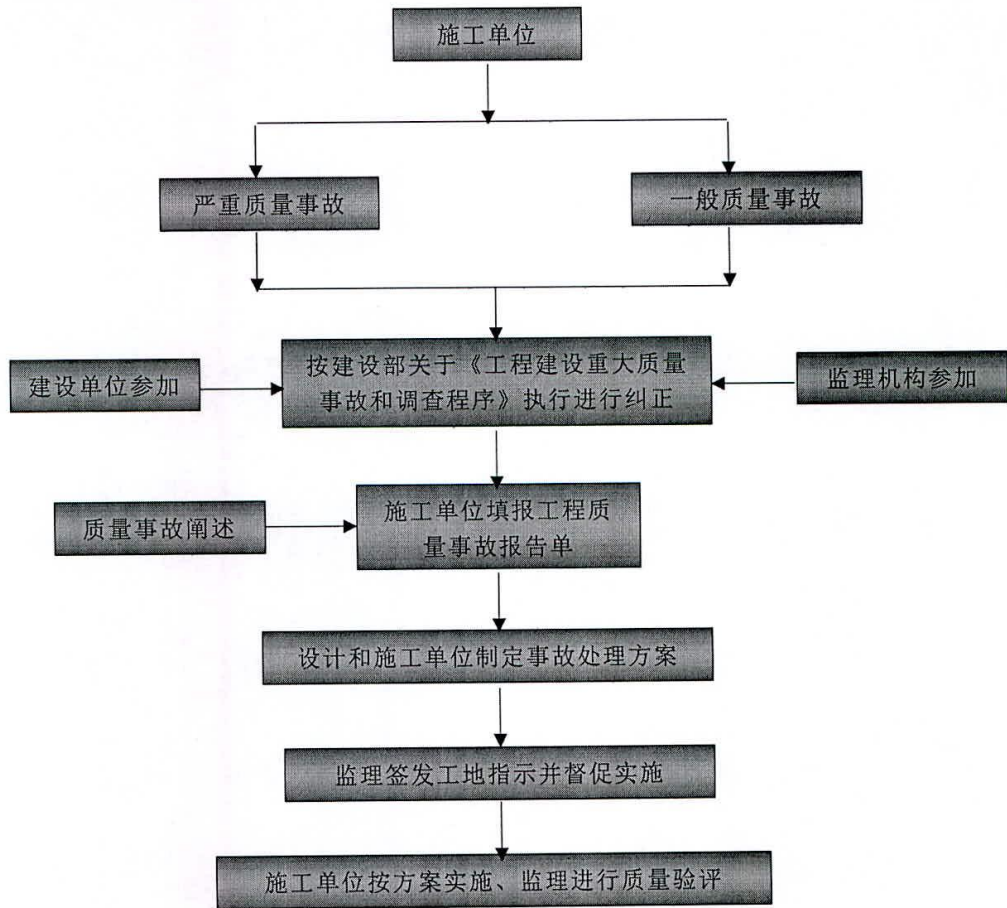 施工单位
严重质量事故
一般质量事故
建设单位参加
按建设部关于《工程建设重大质量
事故和调查程序》执行进行纠正
监理机构参加
质量事故阐述
施工单位填报工程质
量事故报告单
设计和施工单位制定事故处理方案
监理签发工地指示并督促实施
施工单位按方案实施、监理进行质量验评